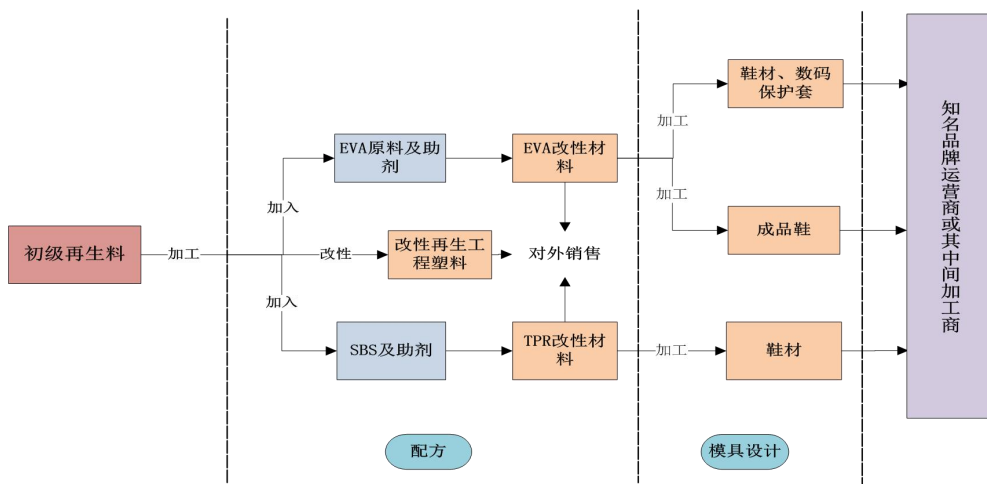 初级再生料
加工
加入
改性
加入
EVA原料及助
剂
改性再生工
程塑料
SBS及助剂
EVA改性材
料
对外销售
TPR改性材
料
加工
加工
加工
鞋材、数码
保护套
成品鞋
鞋材
知名品牌运营商或其中间加工商
配方
模具设计